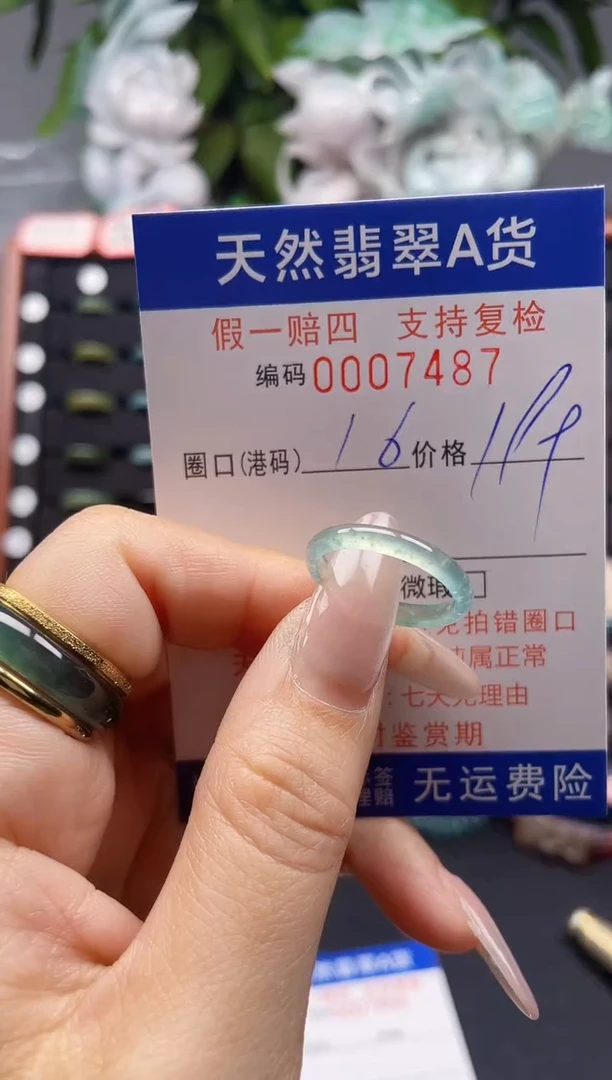 天然翡翠A货
假一赔四 支持复检
编码0007487
圈口(港码) 16 价格
微瑕□
拍错圈口
属正常
七天无理由
鉴赏期
无运费险